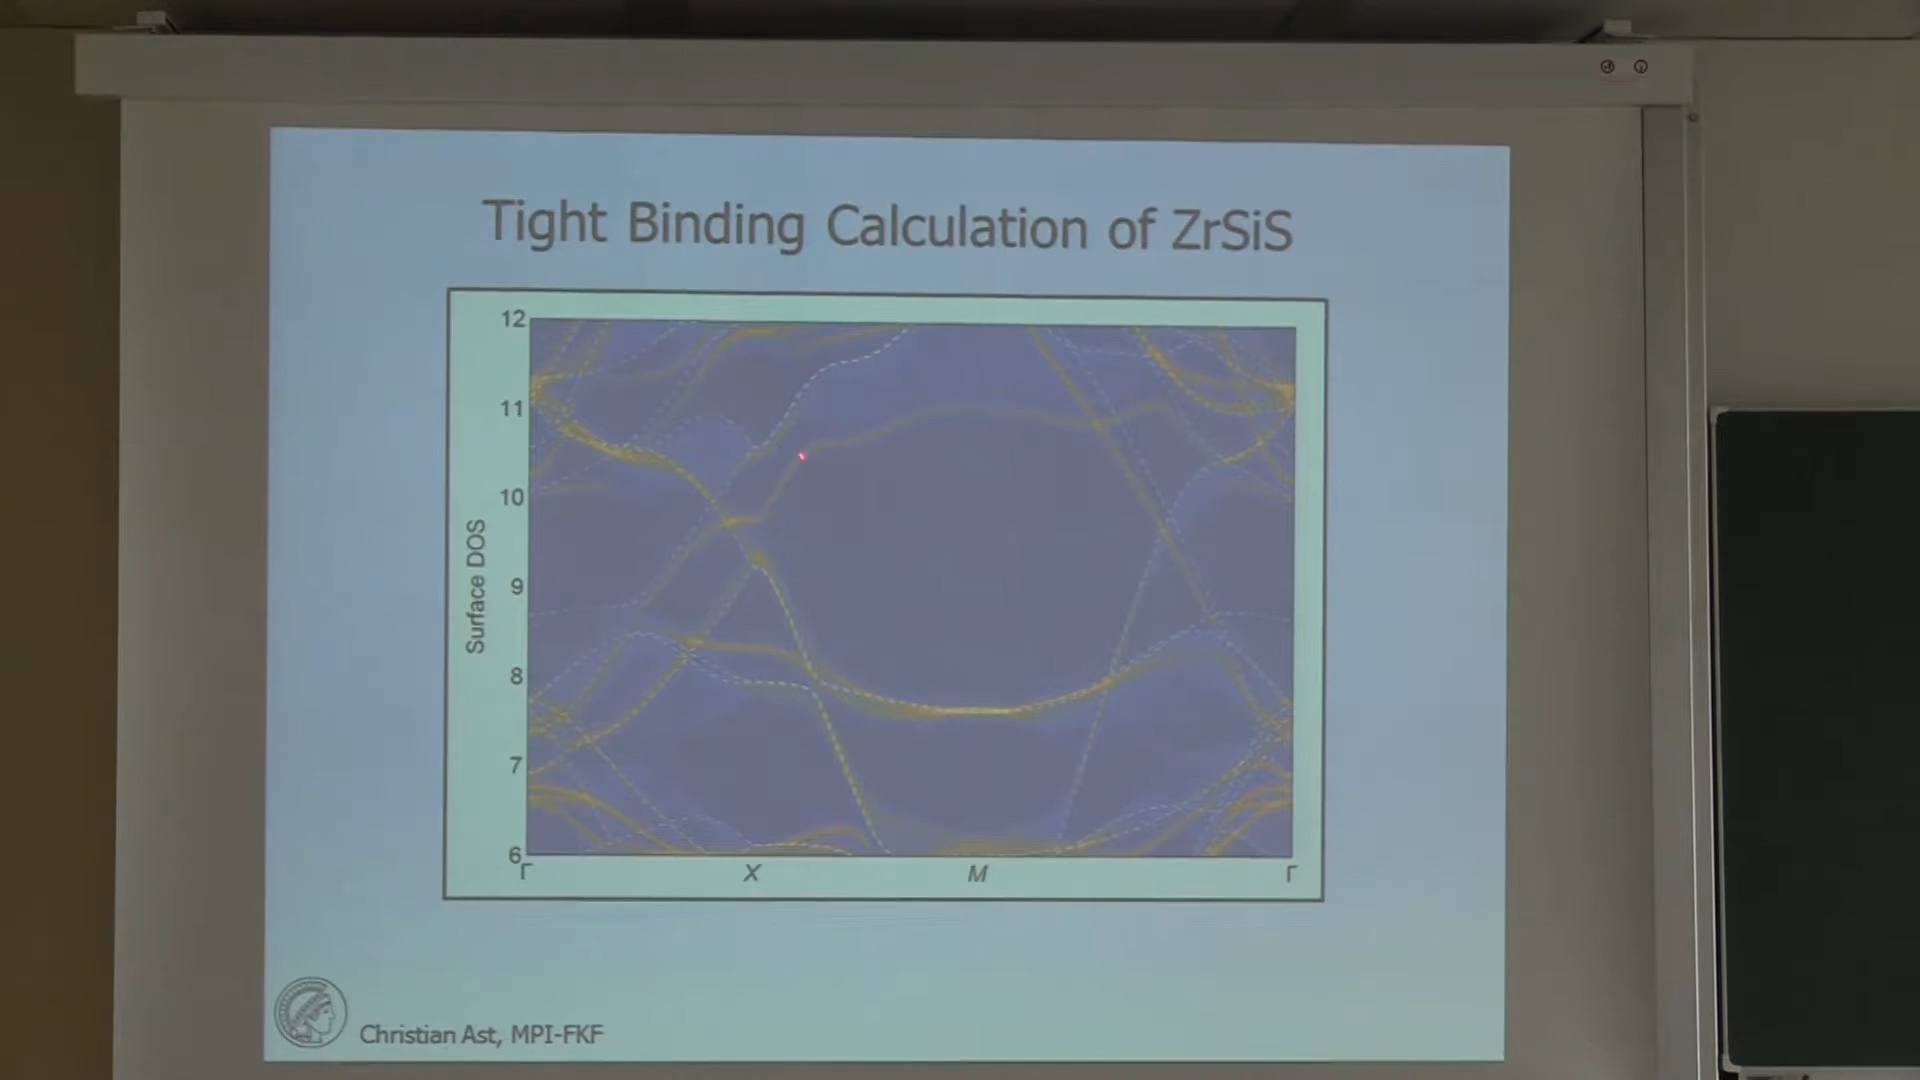 Tight Binding Calculation of ZrSiS
12
11
10
9
8
7
6
Surface DOS
Γ X M Γ
Christian Ast, MPI-FKF